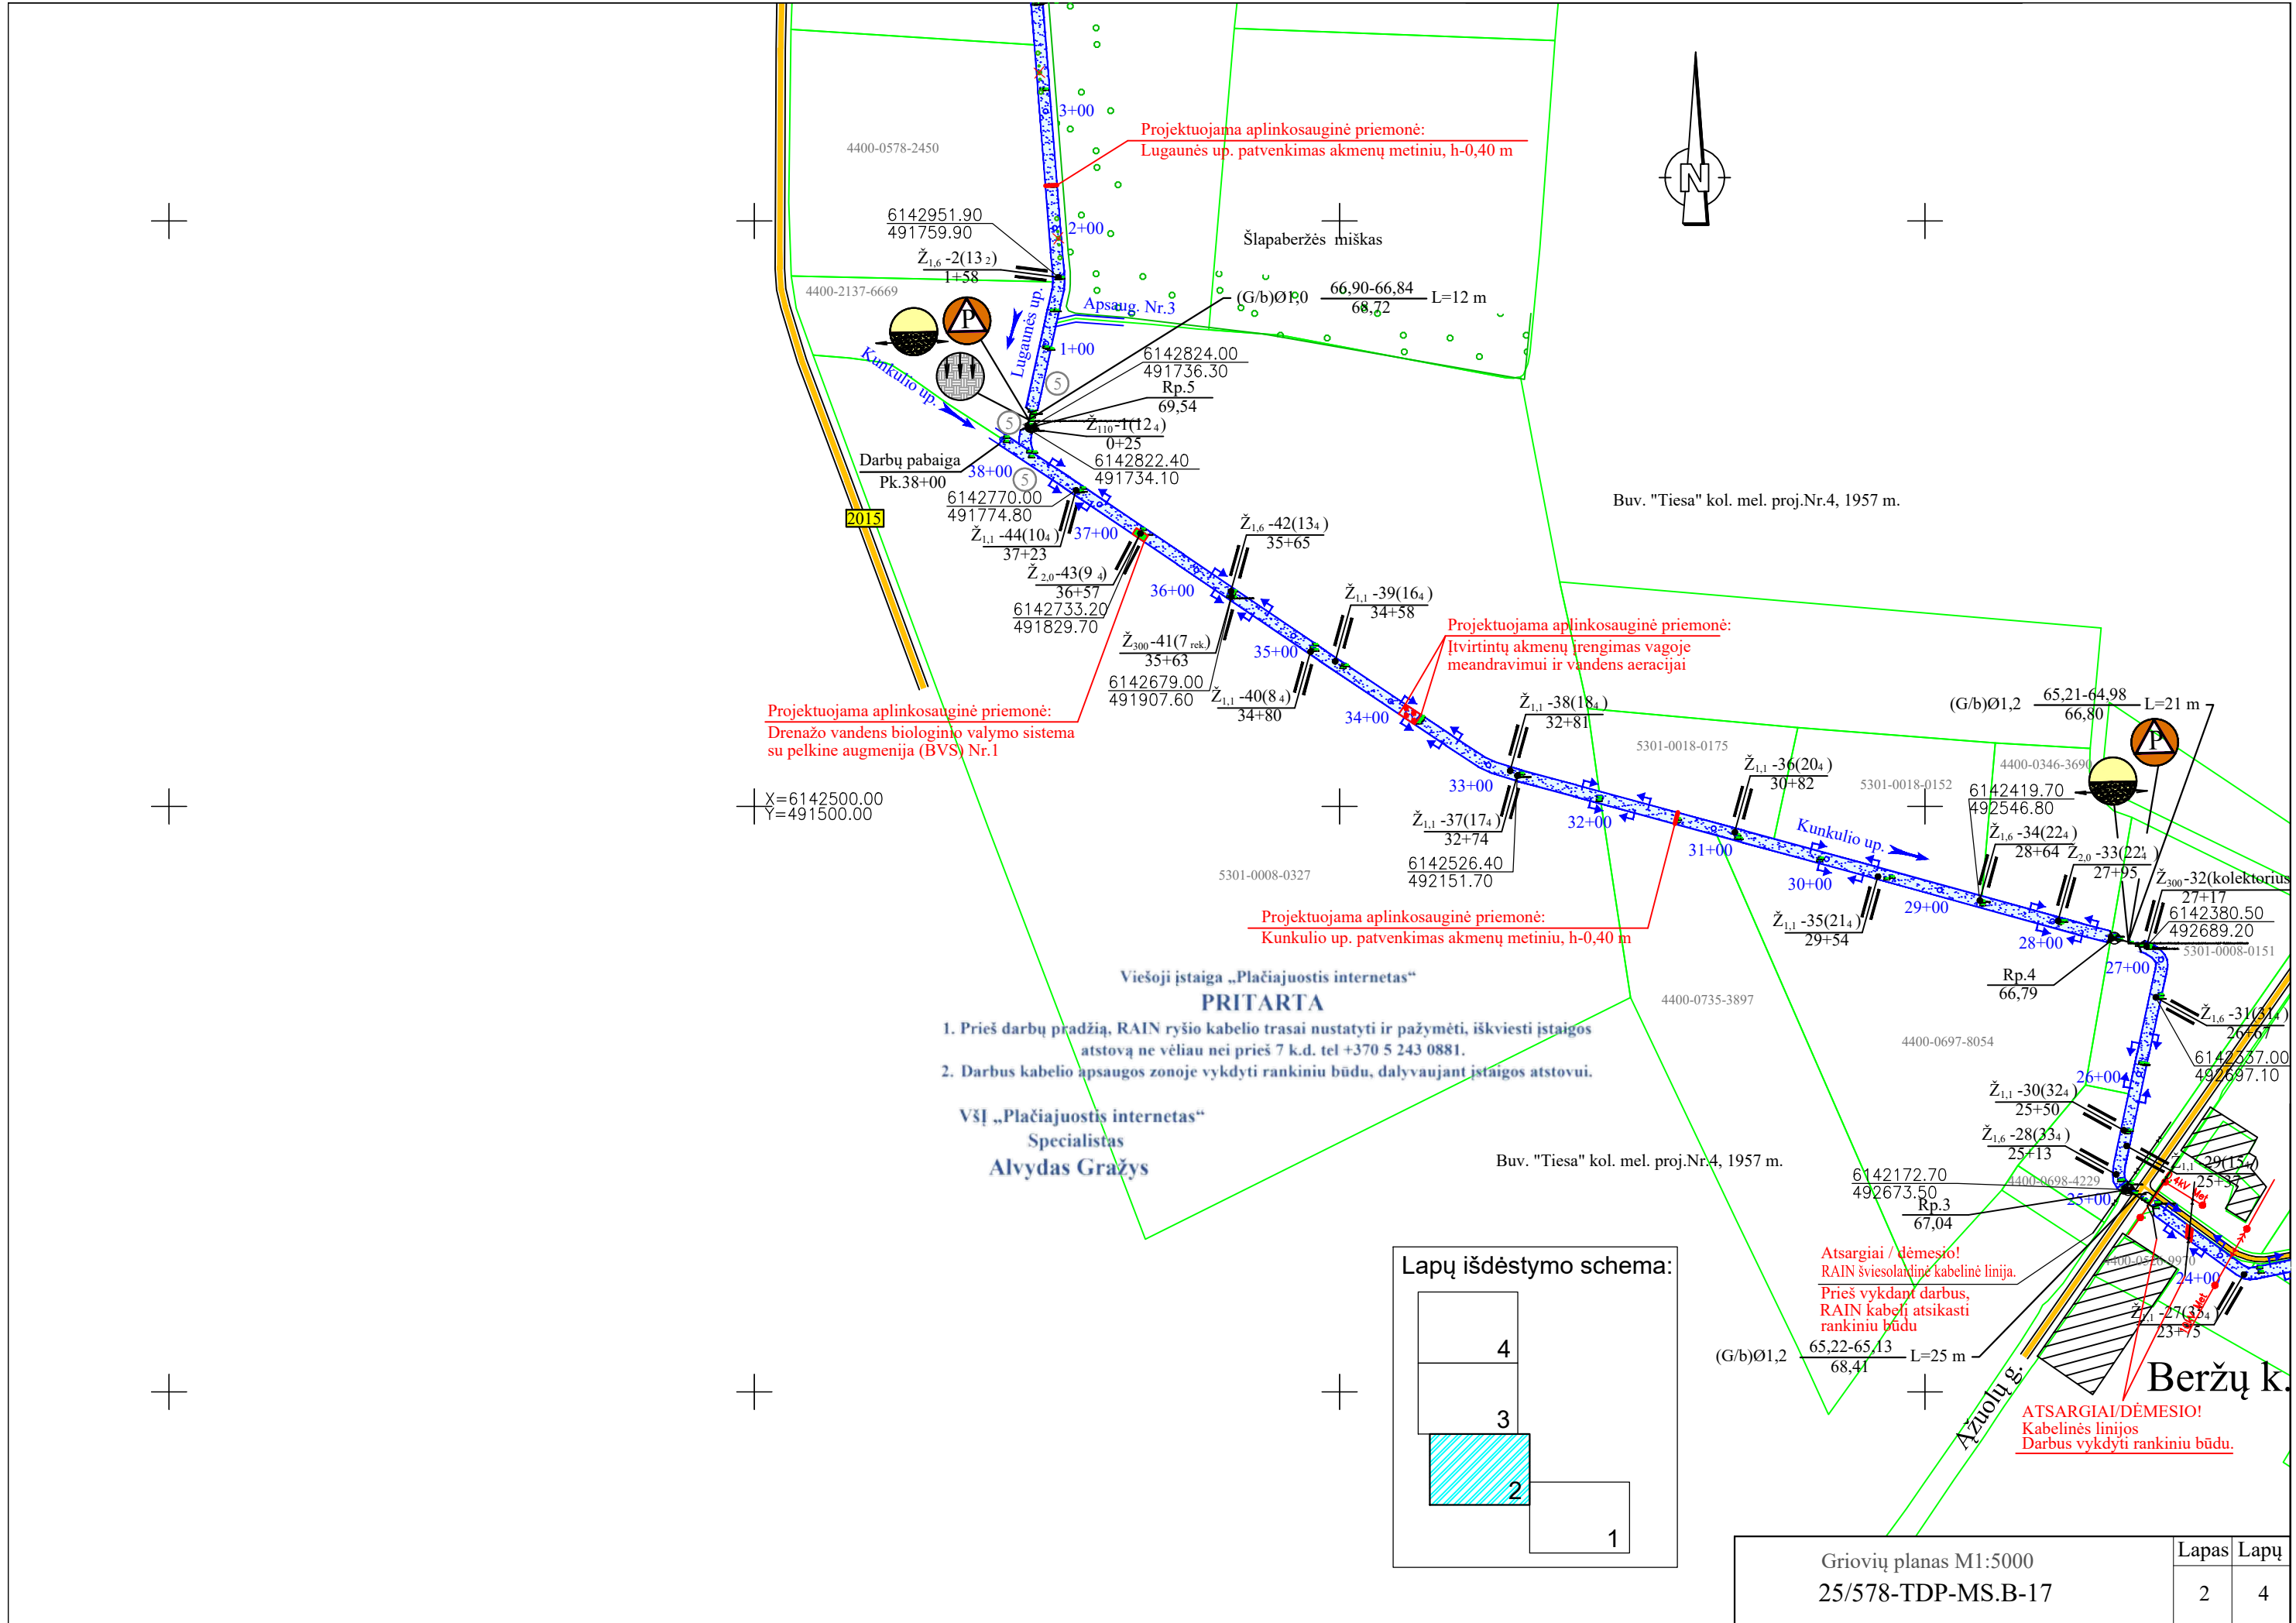 3+00
Projektuojama aplinkosauginė priemonė:
Lugaunės up. patvenkimas akmenų metiniu, h-0,40 m
4400-0578-2450
N
6142951.90
491759.90
2+00
Šlapaberžės miškas
Ž1,6 -2(13 2)
1+58
4400-2137-6669
(G/b)Ø1,0 66,90-66,84 L=12 m
68,72
Apsaug. Nr.3
P
Lugaunės up.
Kunkulio up.
1+00
6142824.00
491736.30
5
Rp.5
69,54
5
Ž110-1(12 4)
0+25
Darbų pabaiga
Pk.38+00
38+00
5
6142822.40
491734.10
6142770.00
491774.80
Buv. "Tiesa" kol. mel. proj.Nr.4, 1957 m.
2015
Ž1,1 -44(10 4)
37+23
37+00
Ž1,6 -42(13 4)
35+65
Ž 2,0-43(9 4)
36+57
36+00
6142733.20
491829.70
Ž1,1 -39(16 4)
34+58
Projektuojama aplinkosauginė priemonė:
Įtvirtintų akmenų įrengimas vagoje
meandravimui ir vandens aeracijai
Ž300-41(7 rek.)
35+63
35+00
6142679.00
491907.60
Ž1,1 -40(8 4)
34+80
34+00
Projektuojama aplinkosauginė priemonė:
Drenažo vandens biologinio valymo sistema
su pelkine augmenija (BVS) Nr.1
Ž1,1 -38(18 4)
32+81
(G/b)Ø1,2 65,21-64,98 L=21 m
66,80
P
5301-0018-0175
Ž1,1 -36(20 4)
30+82
4400-0346-3690
5301-0018-0152
33+00
X=6142500.00
Y=491500.00
6142419.70
492546.80
Ž1,1 -37(17 4)
32+74
32+00
Kunkulio up.
Ž1,6 -34(22 4)
28+64
31+00
Ž2,0 -33(22 4)
27+95
6142526.40
492151.70
5301-0008-0327
30+00
Ž300-32(kolektorius
27+17
29+00
6142380.50
492689.20
Projektuojama aplinkosauginė priemonė:
Kunkulio up. patvenkimas akmenų metiniu, h-0,40 m
Ž1,1 -35(21 4)
29+54
28+00
5301-0008-0151
27+00
Rp.4
66,79
Viešoji įstaiga „Plačiajuostis internetas“
PRITARTA
1. Prieš darbų pradžią, RAIN ryšio kabelio trasai nustatyti ir pažymėti, iškviesti įstaigos
atstovą ne vėliau nei prieš 7 k.d. tel +370 5 243 0881.
2. Darbus kabelio apsaugos zonoje vykdyti rankiniu būdu, dalyvaujant įstaigos atstovui.
VšĮ „Plačiajuostis internetas“
Specialistas
Alvydas Gražys
4400-0735-3897
Ž1,6 -31(31 4)
26+67
4400-0697-8054
6142337.00
492697.10
26+00
Ž1,1 -30(32 4)
25+50
Ž1,6 -28(33 4)
25+13
Buv. "Tiesa" kol. mel. proj.Nr.4, 1957 m.
25+37
6142172.70
492673.50
4400-0698-4229
25+00
Rp.3
67,04
Atsargiai / dėmesio!
RAIN šviesolaidinė kabelinė linija.
Prieš vykdant darbus,
RAIN kabelį atsikasti
rankiniu būdu
24+00
23+75
(G/b)Ø1,2 65,22-65,13 L=25 m
68,41
Beržų k.
Ąžuolų g.
ATSARGIAI/DĖMESIO!
Kabelinės linijos
Darbus vykdyti rankiniu būdu.
Lapų išdėstymo schema:
4
3
2
1
Griovių planas M1:5000
25/578-TDP-MS.B-17
Lapas Lapų
2 4